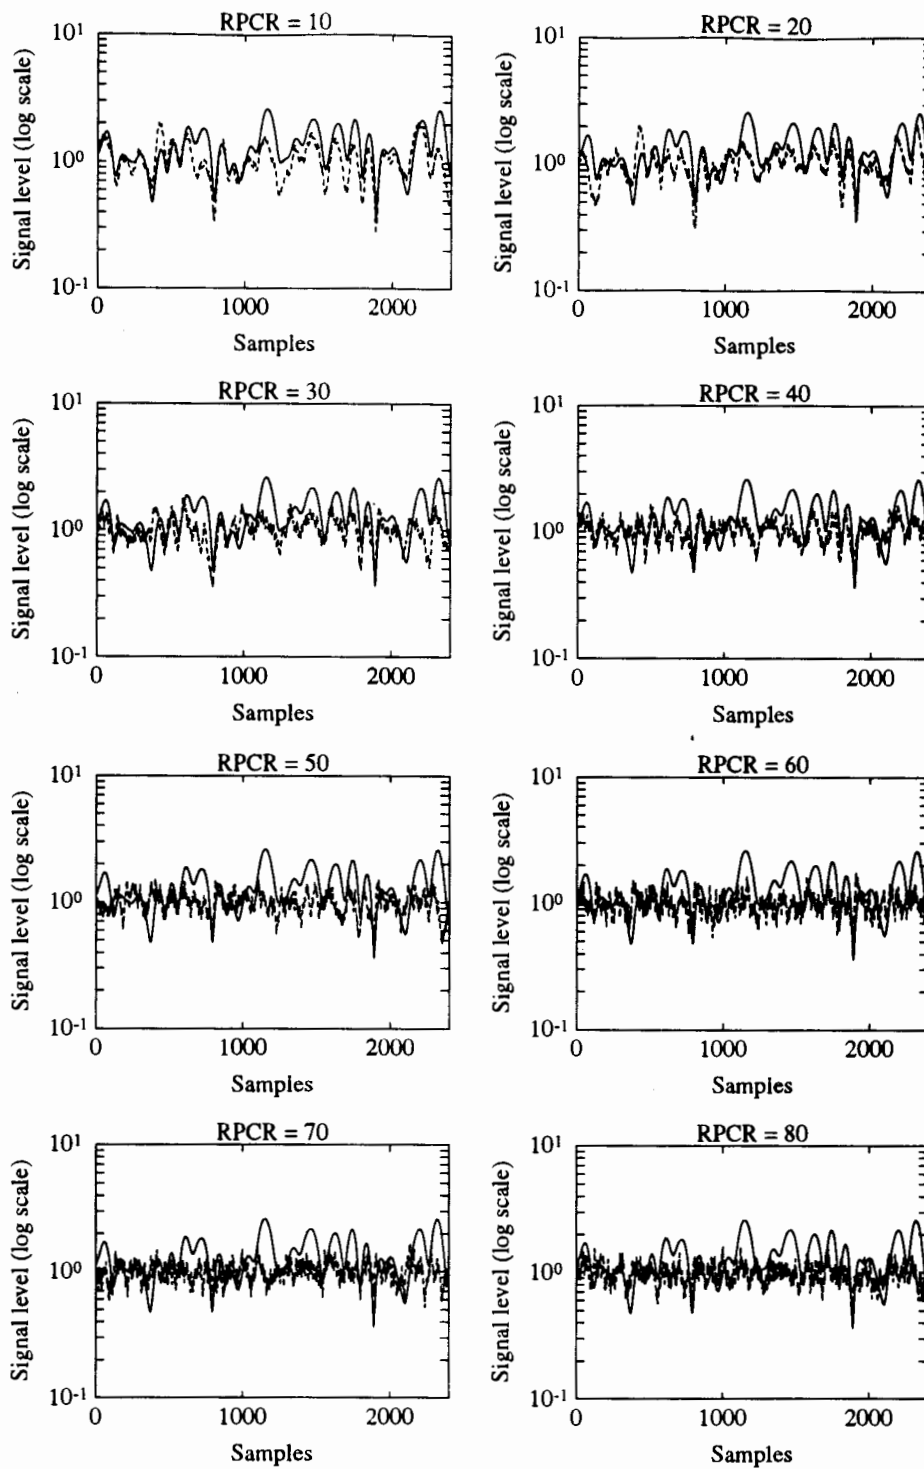 RPCR = 10
10¹
10⁰
10⁻¹
Signal level (log scale)
0
1000
2000
Samples
RPCR = 20
10¹
10⁰
10⁻¹
Signal level (log scale)
0
1000
2000
Samples
RPCR = 30
10¹
10⁰
10⁻¹
Signal level (log scale)
0
1000
2000
Samples
RPCR = 40
10¹
10⁰
10⁻¹
Signal level (log scale)
0
1000
2000
Samples
RPCR = 50
10¹
10⁰
10⁻¹
Signal level (log scale)
0
1000
2000
Samples
RPCR = 60
10¹
10⁰
10⁻¹
Signal level (log scale)
0
1000
2000
Samples
RPCR = 70
10¹
10⁰
10⁻¹
Signal level (log scale)
0
1000
2000
Samples
RPCR = 80
10¹
10⁰
10⁻¹
Signal level (log scale)
0
1000
2000
Samples